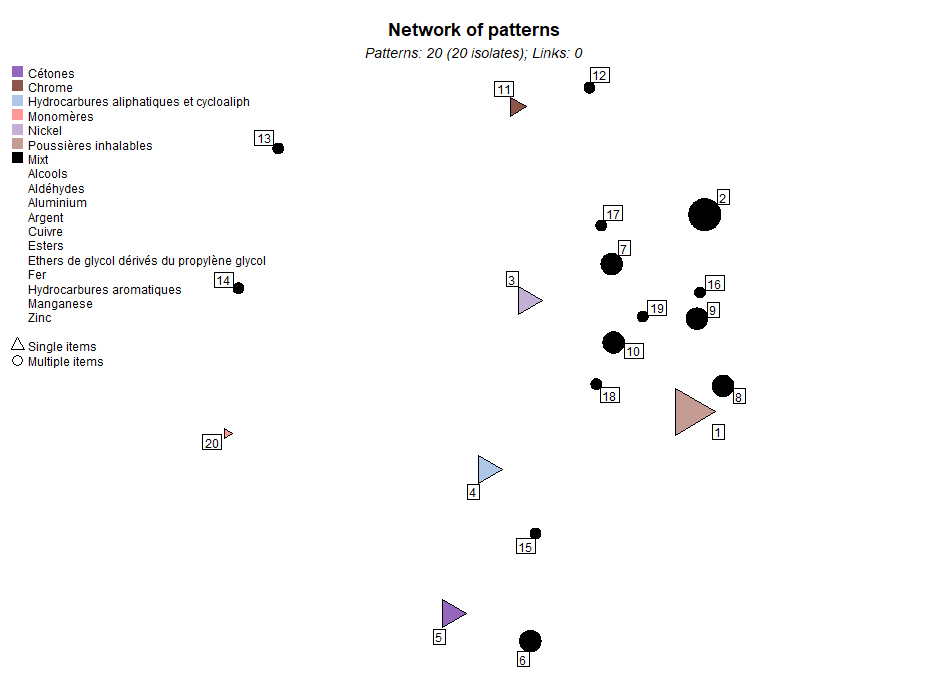 Network of patterns
Patterns: 20 (20 isolates); Links: 0
Cétones
Chrome
Hydrocarbures aliphatiques et cycloaliph
Monomères
Nickel
Poussières inhalables
Mixt
Alcools
Aldéhydes
Aluminium
Argent
Cuivre
Esters
Ethers de glycol dérivés du propylène glycol
Fer
Hydrocarbures aromatiques
Manganese
Zinc
Single items
Multiple items
12
11
13
2
17
7
3
14
16
19
9
10
18
8
1
20
4
15
5
6